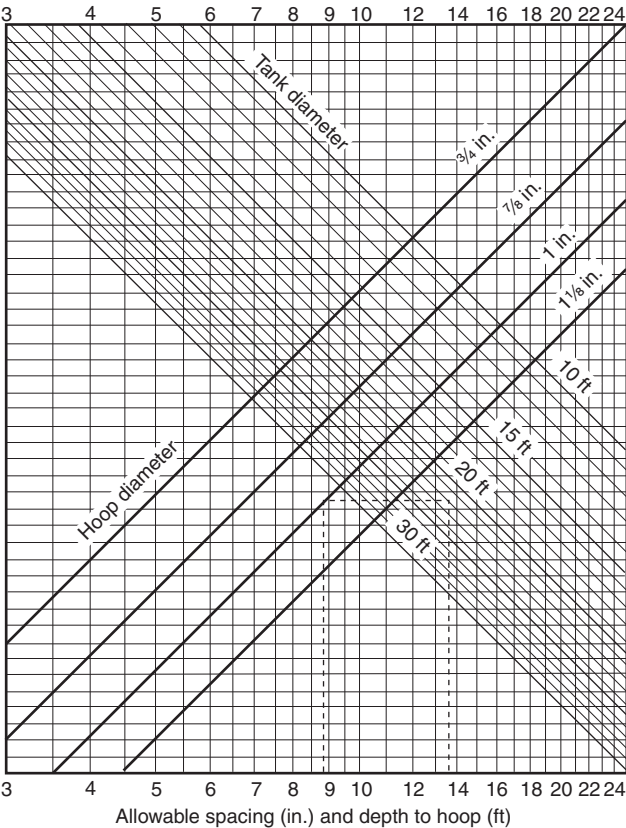 3 4 5 6 7 8 9 10 12 14 16 18 20 22 24
Tank diameter
3/4 in.
7/8 in.
1 in.
1 1/8 in.
10 ft
15 ft
20 ft
30 ft
Hoop diameter
3 4 5 6 7 8 9 10 12 14 16 18 20 22 24
Allowable spacing (in.) and depth to hoop (ft)